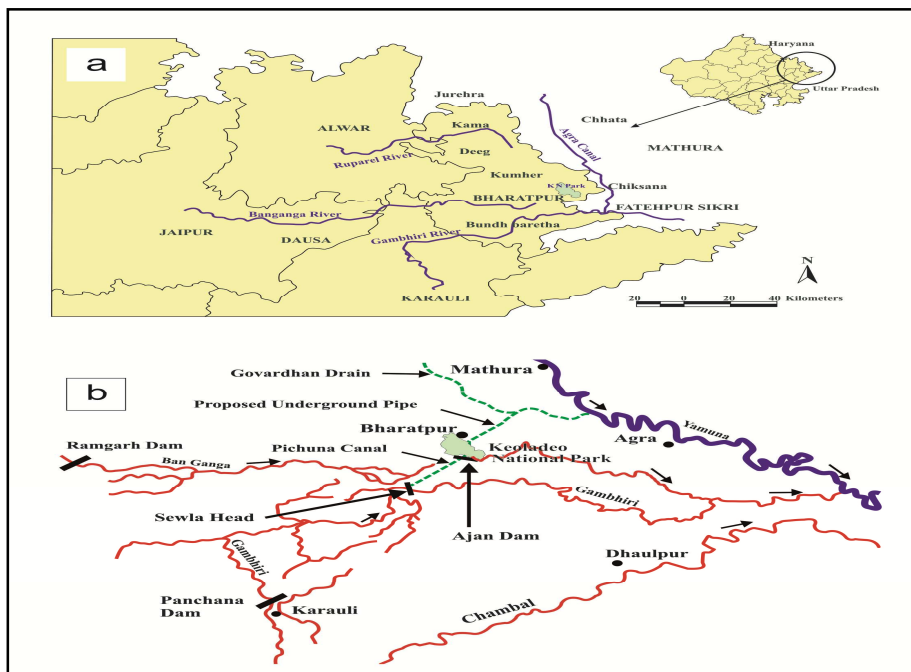 a
Haryana
Uttar Pradesh
Jurehra
Chhata
Kama
Agra Canal
ALWAR
MATHURA
Ruparel River
Deeg
Kumher
K N Park
Chiksana
BHARATPUR
FATEHPUR SIKRI
Banganga River
Bundh baretha
JAIPUR
DAUSA
Gambhiri River
KARAULI
N
20 0 20 40 Kilometers
b
Govardhan Drain
Mathura
Proposed Underground Pipe
Yamuna
Bharatpur
Agra
Ramgarh Dam
Pichuna Canal
Keoladeo
National Park
Ban Ganga
Gambhiri
Sewla Head
Ajan Dam
Dhaulpur
Gambhiri
Panchana
Dam
Karauli
Chambal